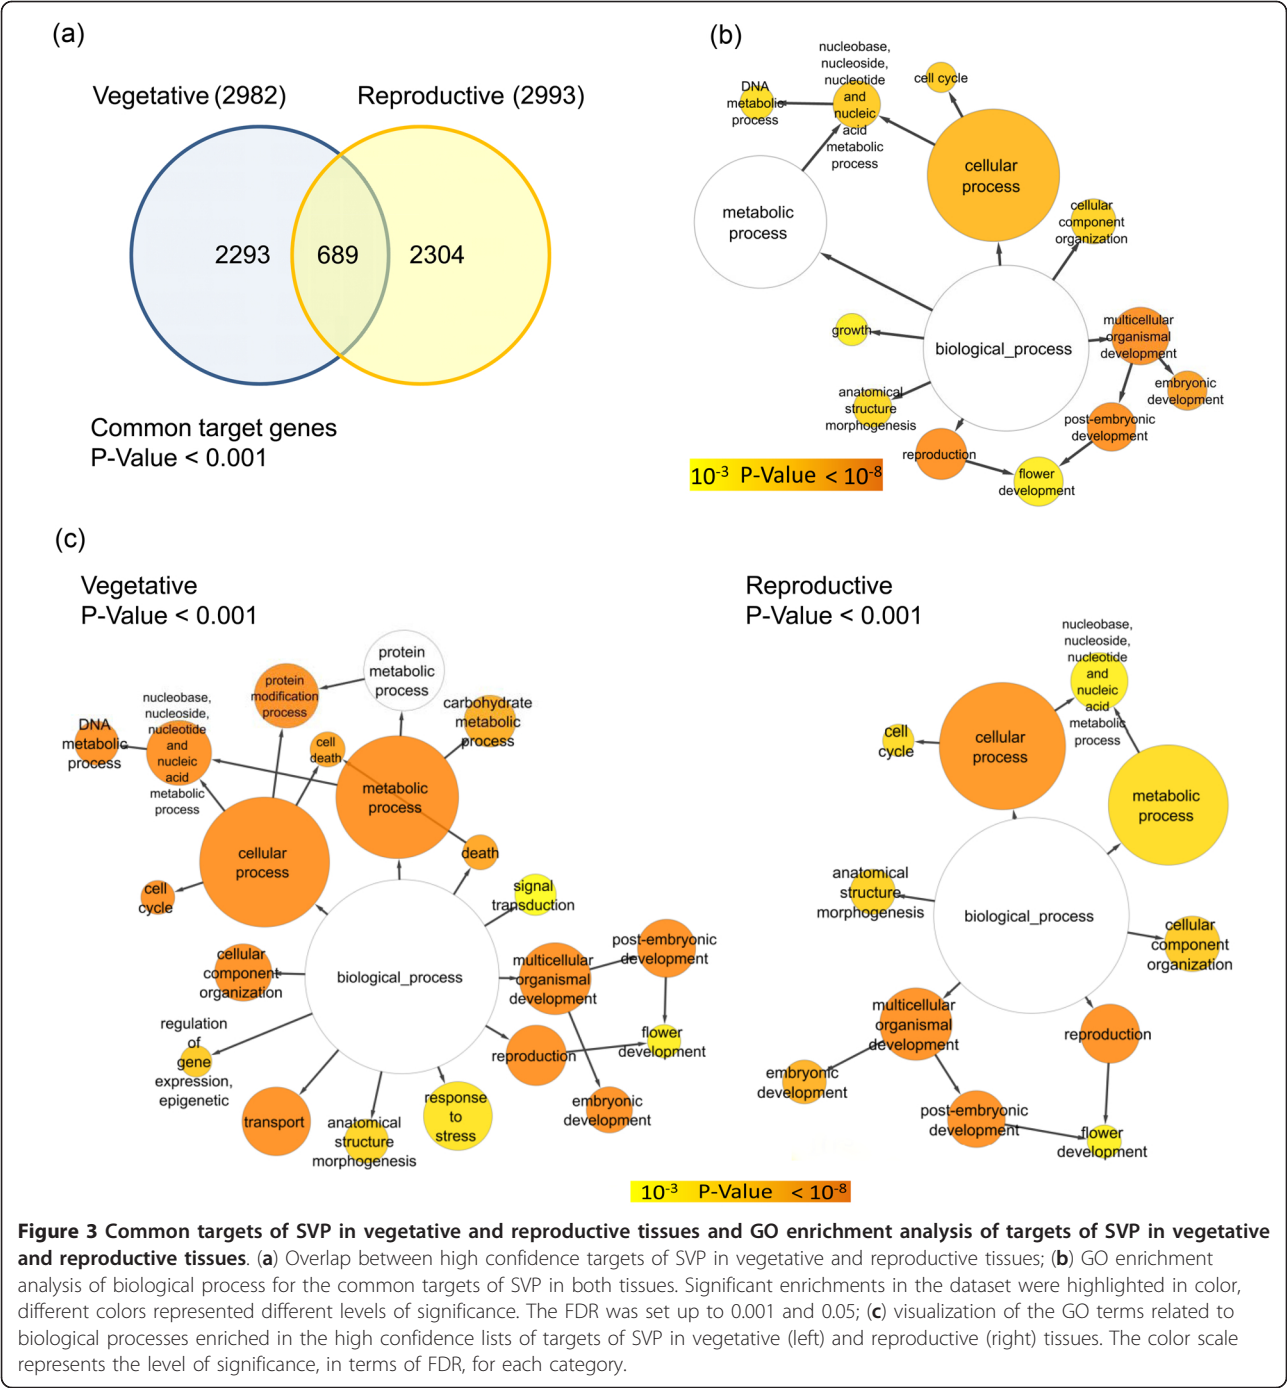 (a)
Vegetative (2982)
Reproductive (2993)
2293
689
2304
Common target genes
P-Value < 0.001
(b)
nucleobase,
nucleoside,
nucleotide
and
nucleic
acid
metabolic
process
DNA
metabolic
process
cell cycle
cellular
process
metabolic
process
cellular
component
organization
growth
biological_process
multicellular
organismal
development
embryonic
development
anatomical
structure
morphogenesis
post-embryonic
development
reproduction
flower
development
10-3 P-Value < 10-8
(c)
Vegetative
P-Value < 0.001
protein
metabolic
process
protein
modification
process
carbohydrate
metabolic
process
nucleobase,
nucleoside,
nucleotide
and
nucleic
acid
metabolic
process
DNA
metabolic
process
cell
death
metabolic
process
cellular
process
death
cell
cycle
signal
transduction
post-embryonic
development
cellular
component
organization
biological_process
multicellular
organismal
development
regulation
of
gene
expression,
epigenetic
reproduction
flower
development
transport
anatomical
structure
morphogenesis
response
to
stress
embryonic
development
Reproductive
P-Value < 0.001
nucleobase,
nucleoside,
nucleotide
and
nucleic
acid
metabolic
process
cell
cycle
cellular
process
metabolic
process
anatomical
structure
morphogenesis
biological_process
cellular
component
organization
multicellular
organismal
development
reproduction
embryonic
development
post-embryonic
development
flower
development
10-3 P-Value < 10-8
Figure 3 Common targets of SVP in vegetative and reproductive tissues and GO enrichment analysis of targets of SVP in vegetative
and reproductive tissues. (a) Overlap between high confidence targets of SVP in vegetative and reproductive tissues; (b) GO enrichment
analysis of biological process for the common targets of SVP in both tissues. Significant enrichments in the dataset were highlighted in color,
different colors represented different levels of significance. The FDR was set up to 0.001 and 0.05; (c) visualization of the GO terms related to
biological processes enriched in the high confidence lists of targets of SVP in vegetative (left) and reproductive (right) tissues. The color scale
represents the level of significance, in terms of FDR, for each category.